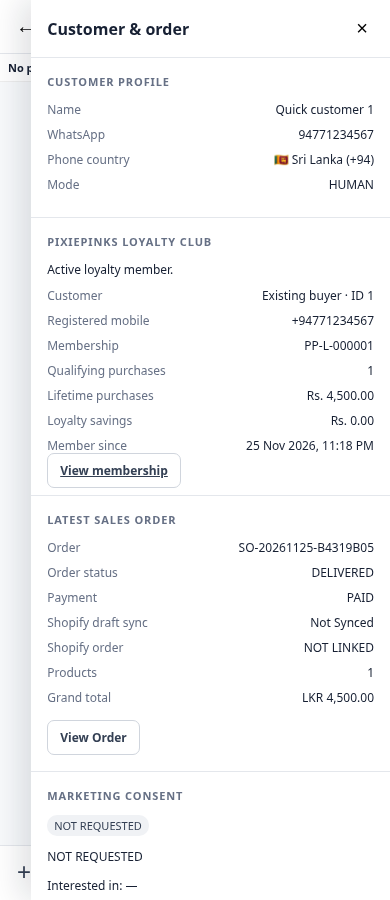 Customer & order ×
←
No p
CUSTOMER PROFILE
Name Quick customer 1
WhatsApp 94771234567
Phone country 🇱🇰 Sri Lanka (+94)
Mode HUMAN
PIXIEPINKS LOYALTY CLUB
Active loyalty member.
Customer Existing buyer · ID 1
Registered mobile +94771234567
Membership PP-L-000001
Qualifying purchases 1
Lifetime purchases Rs. 4,500.00
Loyalty savings Rs. 0.00
Member since 25 Nov 2026, 11:18 PM
View membership
LATEST SALES ORDER
Order SO-20261125-B4319B05
Order status DELIVERED
Payment PAID
Shopify draft sync Not Synced
Shopify order NOT LINKED
Products 1
Grand total LKR 4,500.00
View Order
MARKETING CONSENT
NOT REQUESTED
NOT REQUESTED
+
Interested in: —